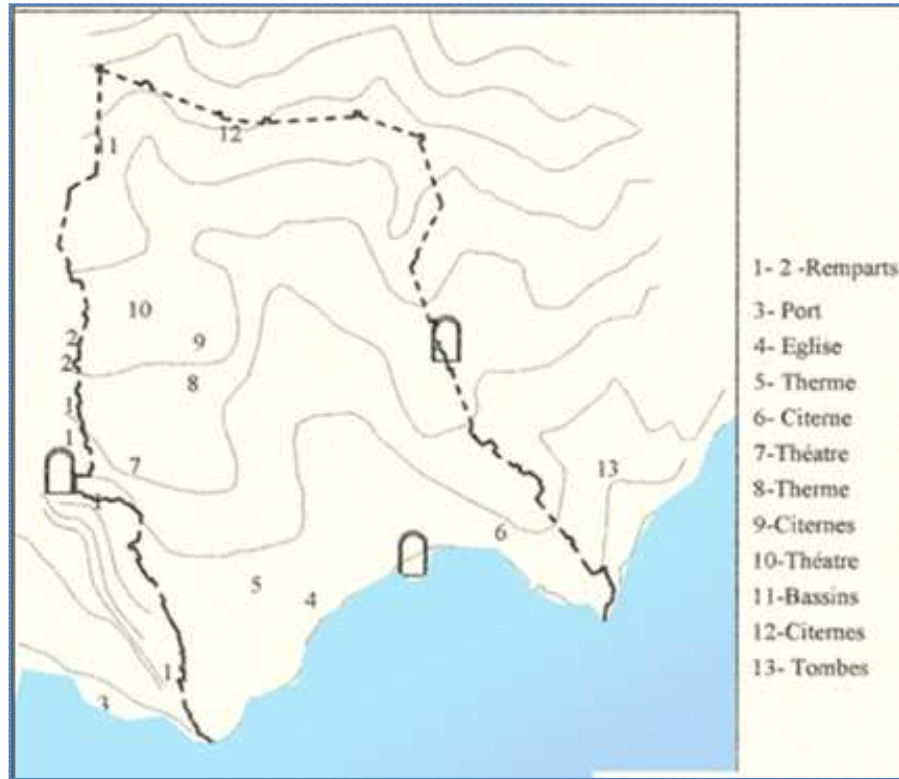 12
1
10
2
9
2
8
1
1
7
13
1
6
5
4
1
3
1- 2 -Remparts
3- Port
4- Eglise
5- Therme
6- Citerne
7-Théatre
8-Therme
9-Citernes
10-Théatre
11-Bassins
12-Citernes
13- Tombes